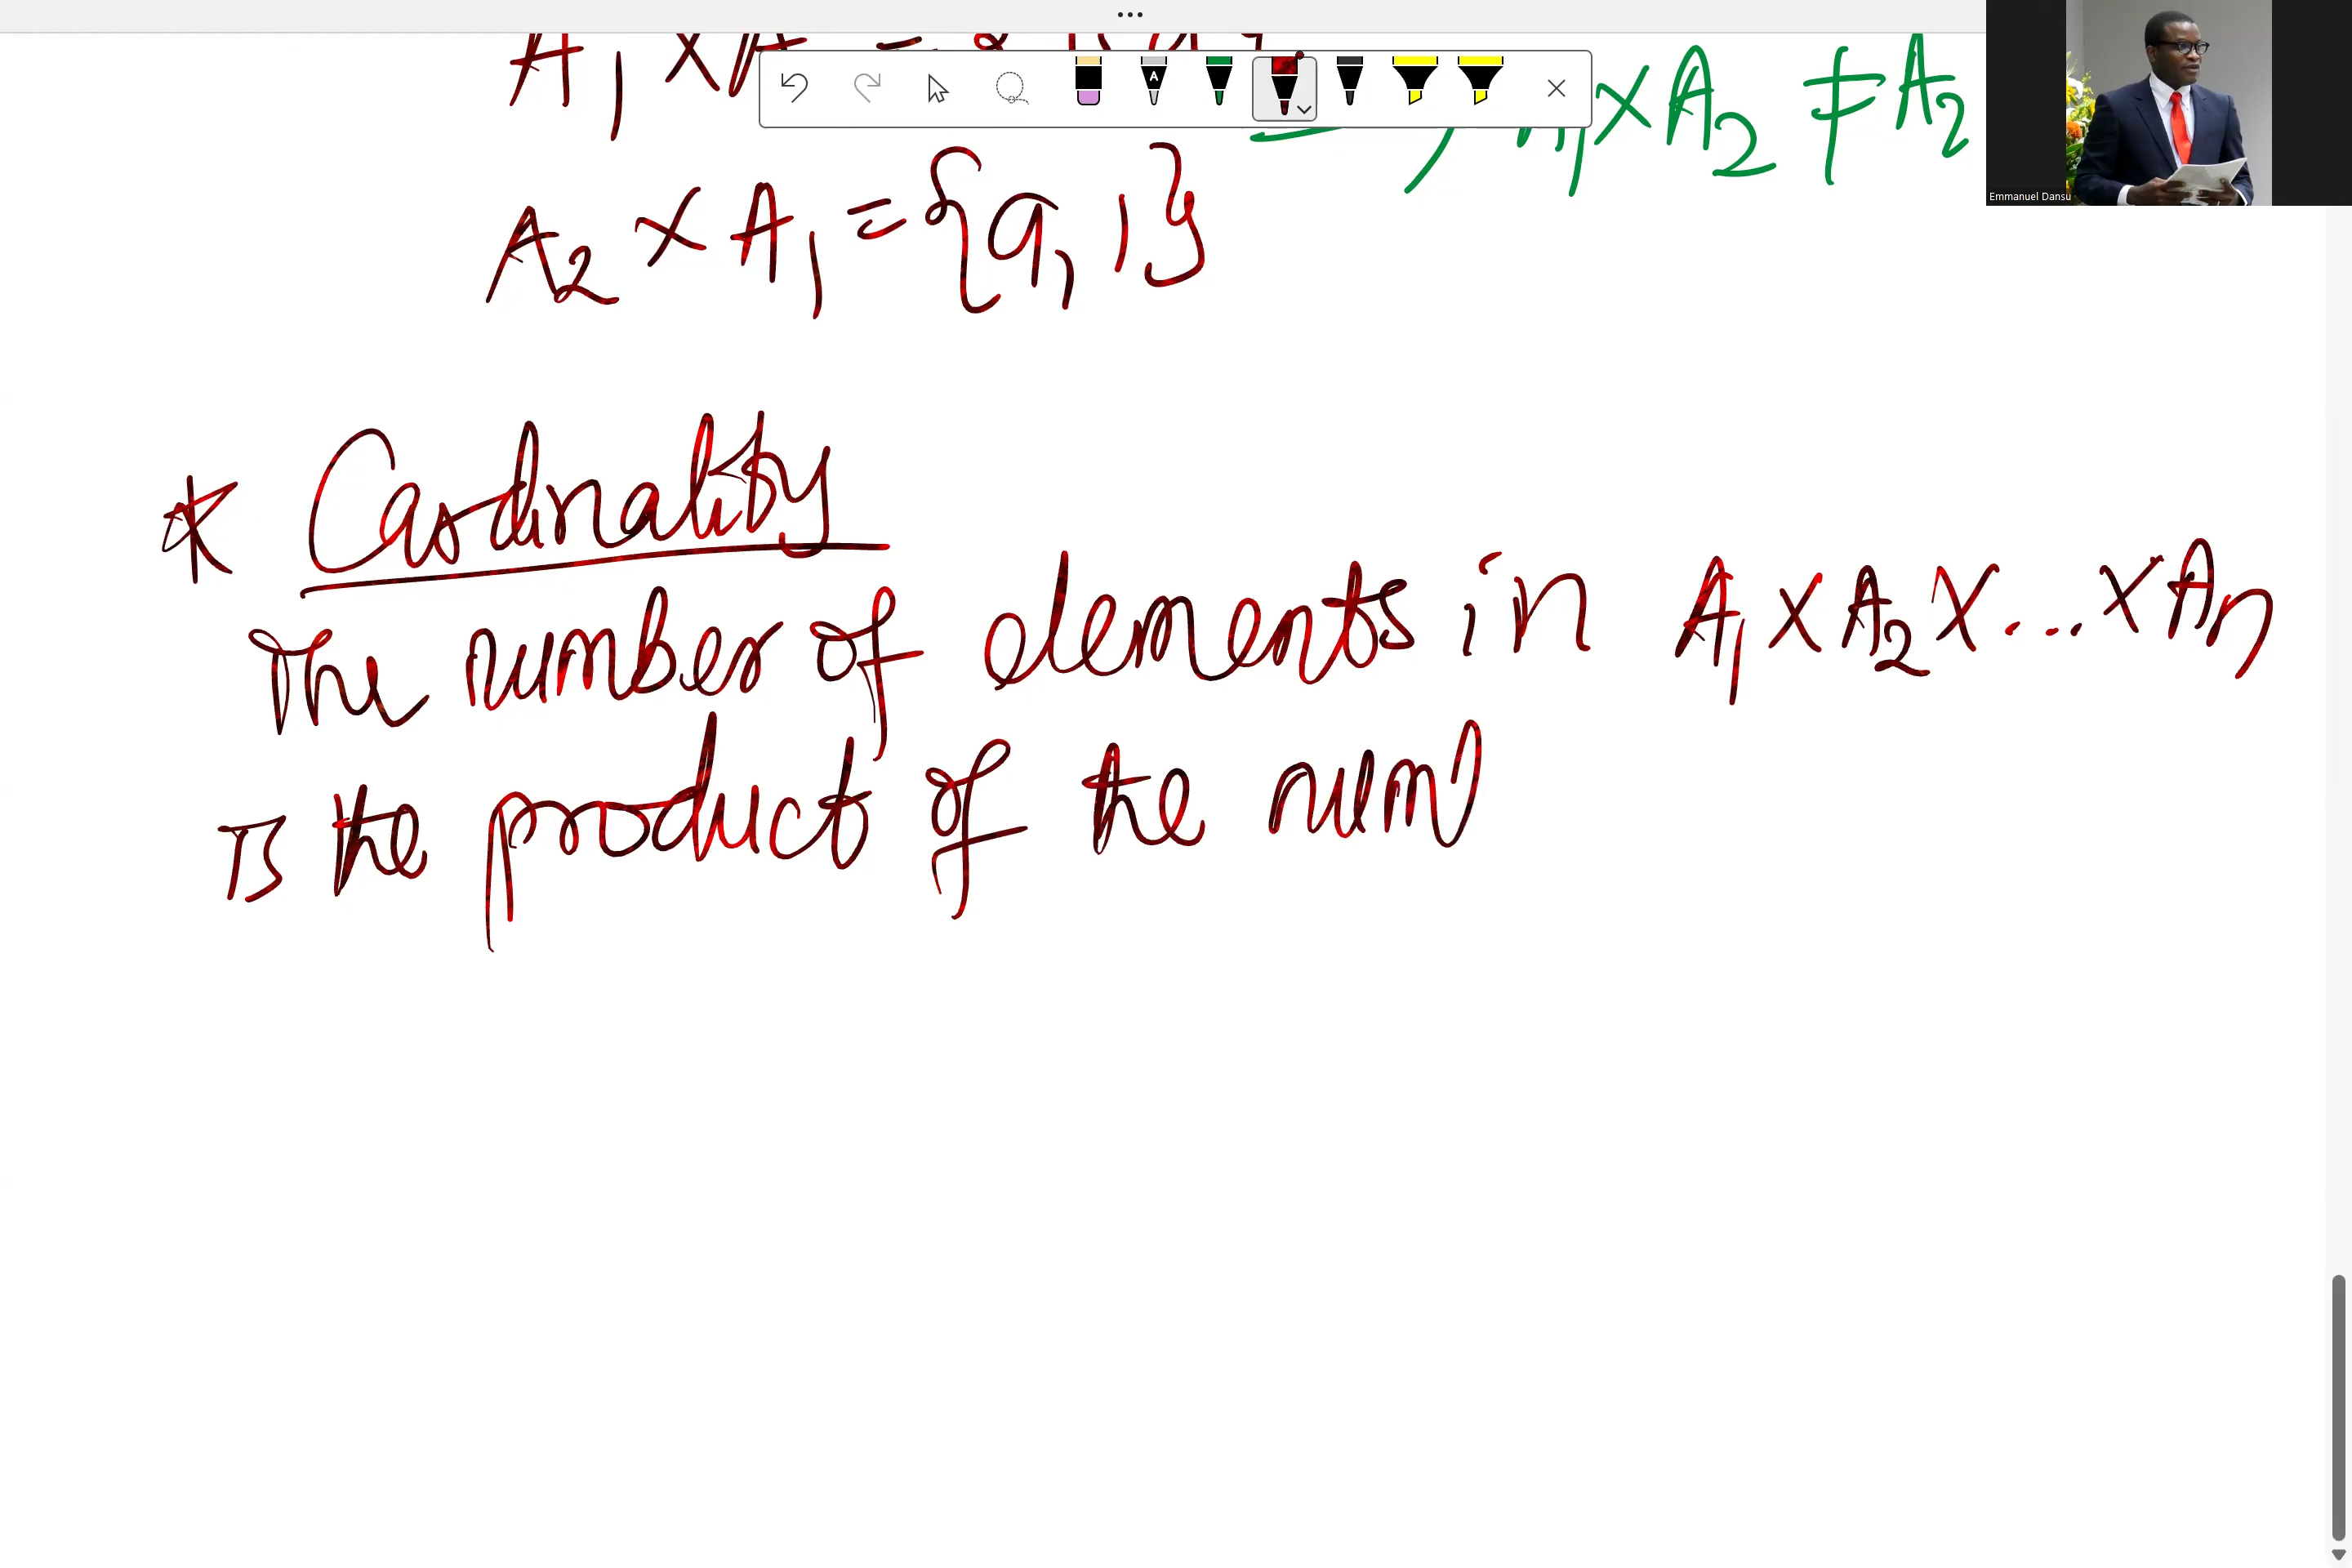 × A2 ≠ A2
A2 × A1 = {a, 1}
Emmanuel Dansu
* Cardinality
The number of elements in A1 × A2 × ... × An
is the product of the num